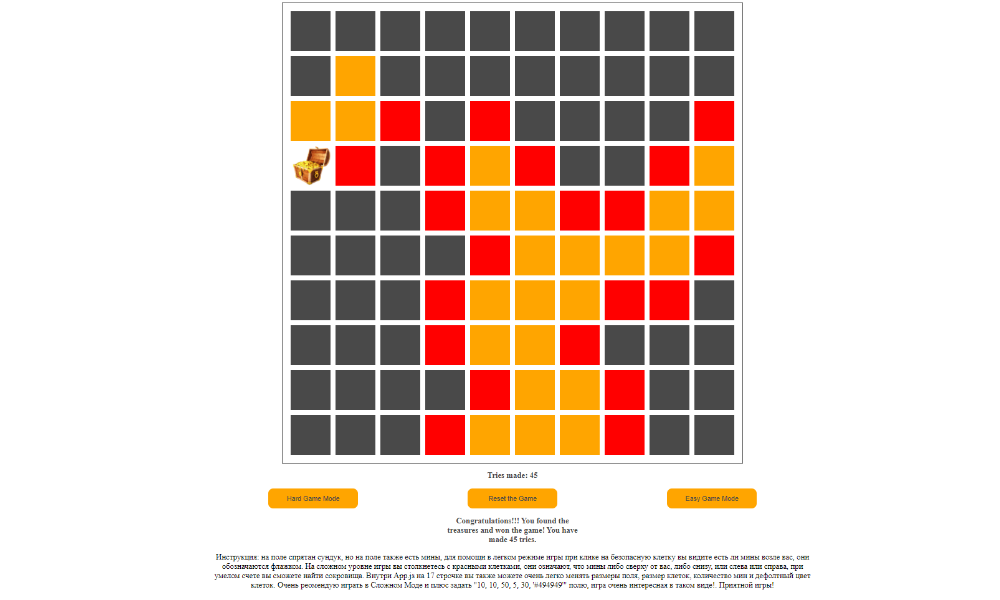 Tries made: 45
Hard Game Mode
Reset the Game
Easy Game Mode
Congratulations!!! You found the
treasures and won the game! You have
made 45 tries.
Инструкция: на поле спрятан сундук, но на поле также есть мины, для помощи в легком режиме игры при клике на безопасную клетку вы видите есть ли мины возле вас, они
обозначаются флажком. На сложном уровне игры вы столкнетесь с красными клетками, они означают, что мины либо сверху от вас, либо снизу, или слева или справа, при
умелом счете вы сможете найти сокровища. Внутри App.js на 17 строчке вы также можете очень легко менять размеры поля, размер клеток, количество мин и дефолтный цвет
клеток. Очень рекомендую играть в Сложном Моде и плюс задать "10, 10, 50, 5, 30, '#494949'" полю, игра очень интересная в таком виде!. Приятной игры!